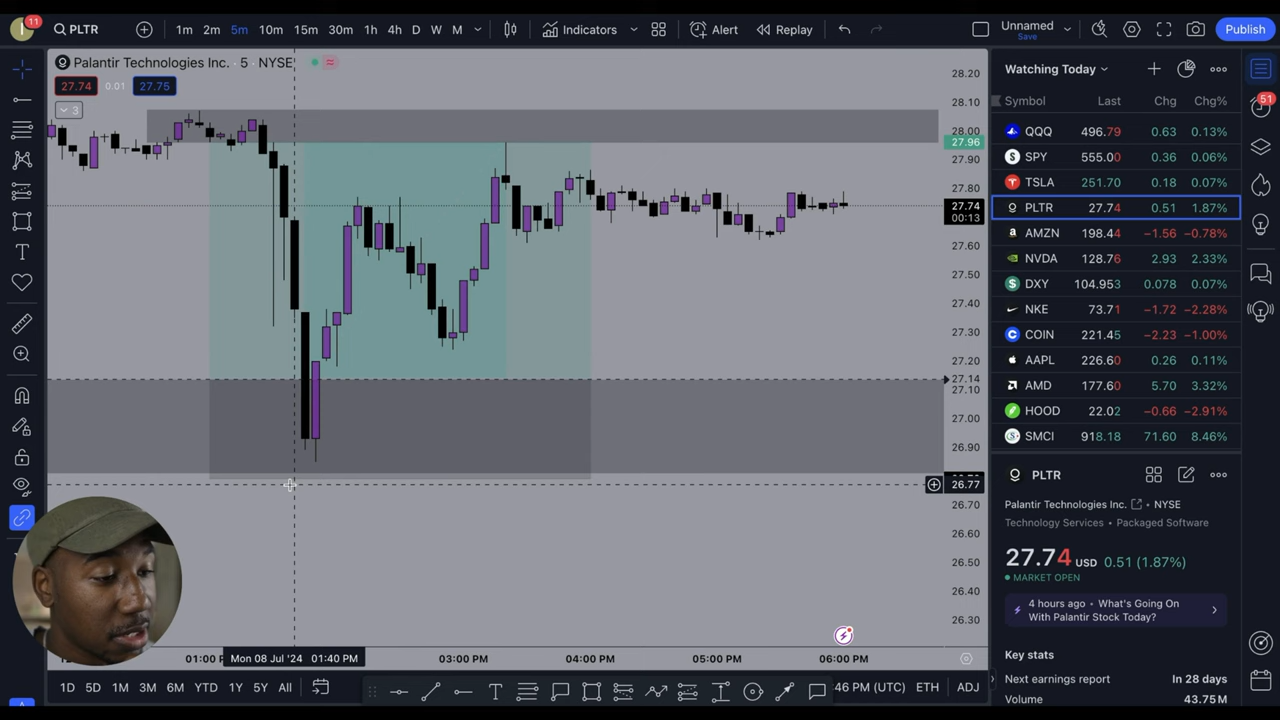 11
PLTR
1m 2m 5m 10m 15m 30m 1h 4h D W M
Indicators
Alert
Replay
Unnamed
Save
Publish
Palantir Technologies Inc. · 5 · NYSE
27.74 0.01 27.75
3
28.20
28.10
28.00
27.96
27.90
27.80
27.74
00:13
27.60
27.50
27.40
27.30
27.20
27.14
27.10
27.00
26.90
26.77
26.70
26.60
26.50
26.40
26.30
01:00 P
Mon 08 Jul '24 01:40 PM
03:00 PM
04:00 PM
05:00 PM
06:00 PM
1D 5D 1M 3M 6M YTD 1Y 5Y All
:46 PM (UTC) ETH ADJ
Watching Today
51
Symbol Last Chg Chg%
QQQ 496.79 0.63 0.13%
SPY 555.00 0.36 0.06%
TSLA 251.70 0.18 0.07%
PLTR 27.74 0.51 1.87%
AMZN 198.44 −1.56 −0.78%
NVDA 128.76 2.93 2.33%
DXY 104.953 0.078 0.07%
NKE 73.71 −1.72 −2.28%
COIN 221.45 −2.23 −1.00%
AAPL 226.60 0.26 0.11%
AMD 177.60 5.70 3.32%
HOOD 22.02 −0.66 −2.91%
SMCI 918.18 71.60 8.46%
PLTR
Palantir Technologies Inc. · NYSE
Technology Services · Packaged Software
27.74 USD 0.51 (1.87%)
MARKET OPEN
4 hours ago · What's Going On
With Palantir Stock Today?
Key stats
Next earnings report In 28 days
Volume 43.75M